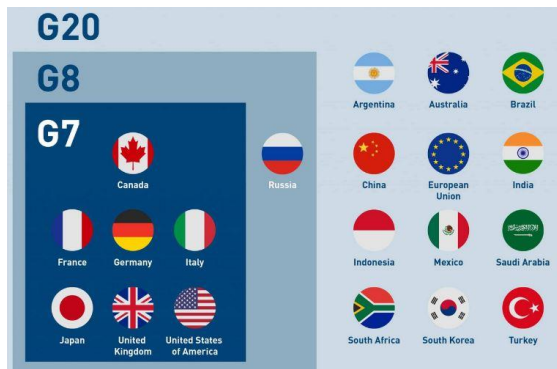 G20
G8
G7
Argentina
Australia
Brazil
Canada
Russia
China
European
Union
India
France
Germany
Italy
Indonesia
Mexico
Saudi Arabia
Japan
United
Kingdom
United States
of America
South Africa
South Korea
Turkey